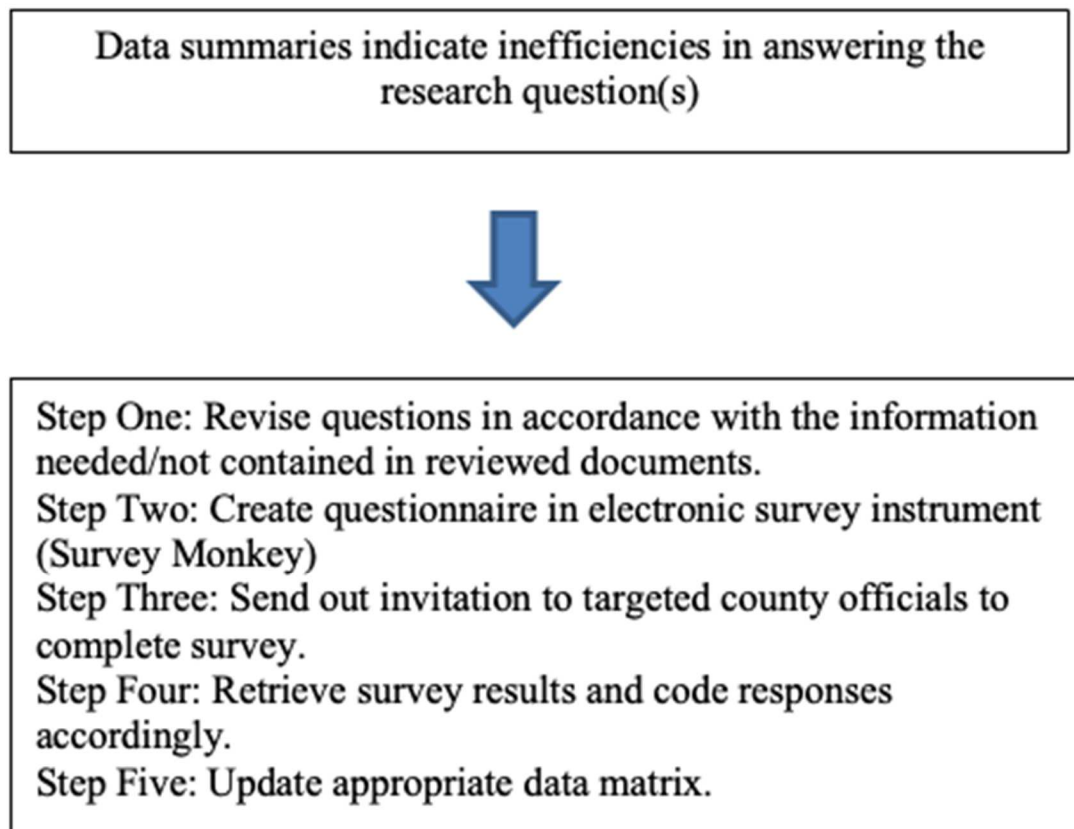 Data summaries indicate inefficiencies in answering the
research question(s)
Step One: Revise questions in accordance with the information
needed/not contained in reviewed documents.
Step Two: Create questionnaire in electronic survey instrument
(Survey Monkey)
Step Three: Send out invitation to targeted county officials to
complete survey.
Step Four: Retrieve survey results and code responses
accordingly.
Step Five: Update appropriate data matrix.